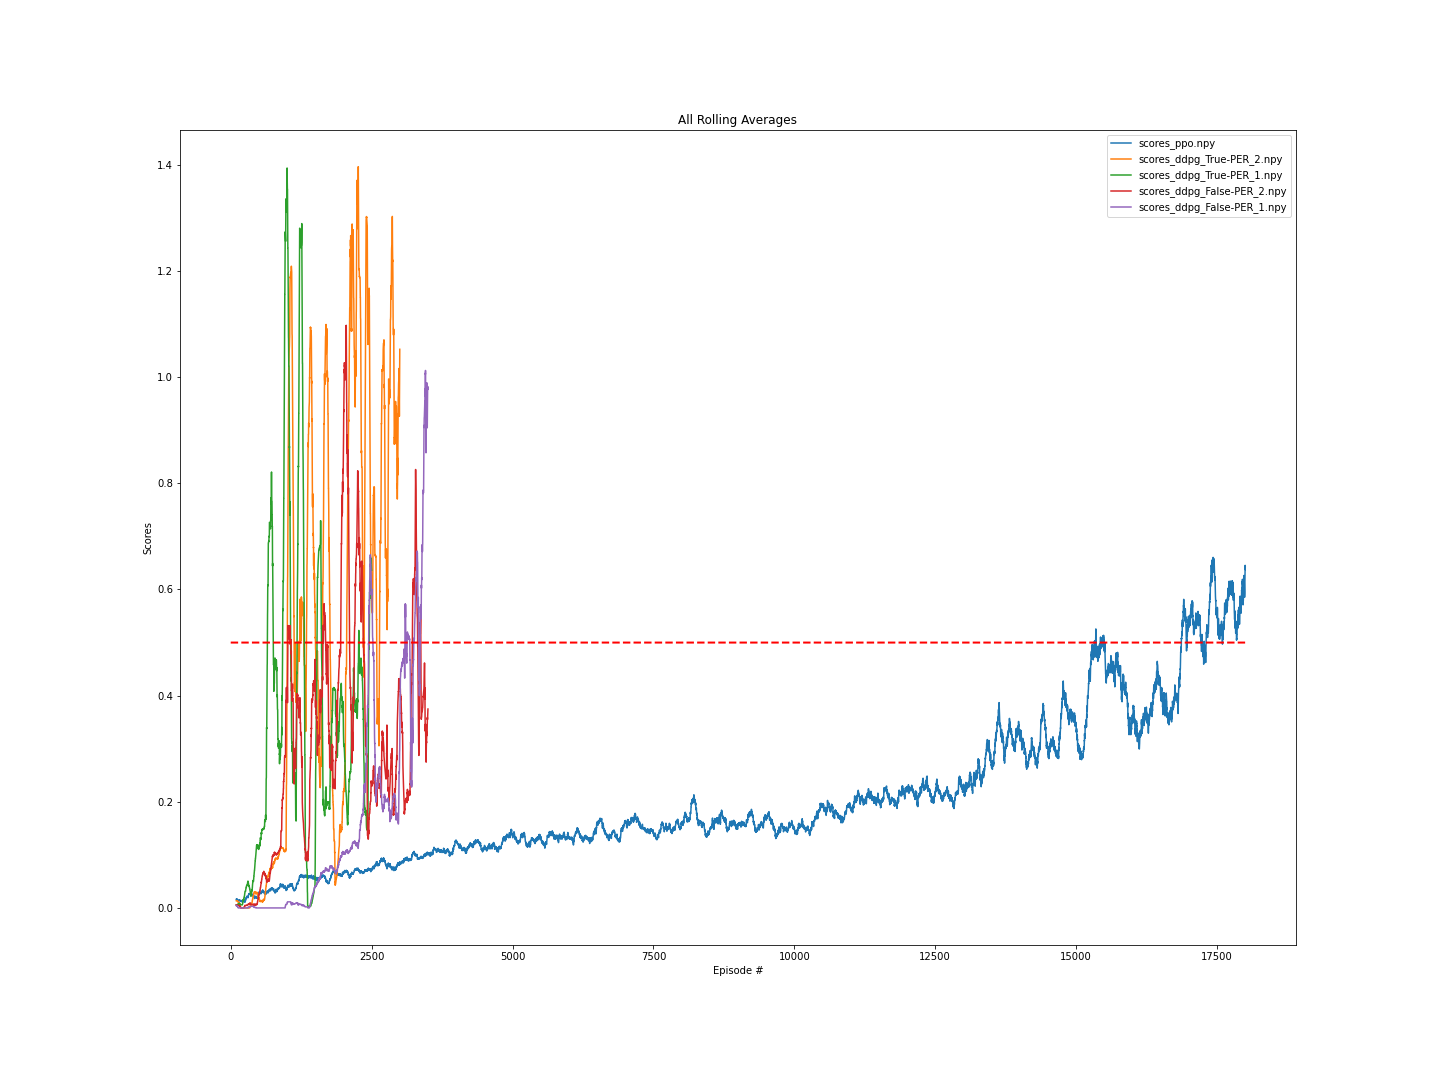 All Rolling Averages
scores_ppo.npy
scores_ddpg_True-PER_2.npy
scores_ddpg_True-PER_1.npy
scores_ddpg_False-PER_2.npy
scores_ddpg_False-PER_1.npy
1.4
1.2
1.0
0.8
0.6
0.4
0.2
0.0
Scores
0 2500 5000 7500 10000 12500 15000 17500
Episode #